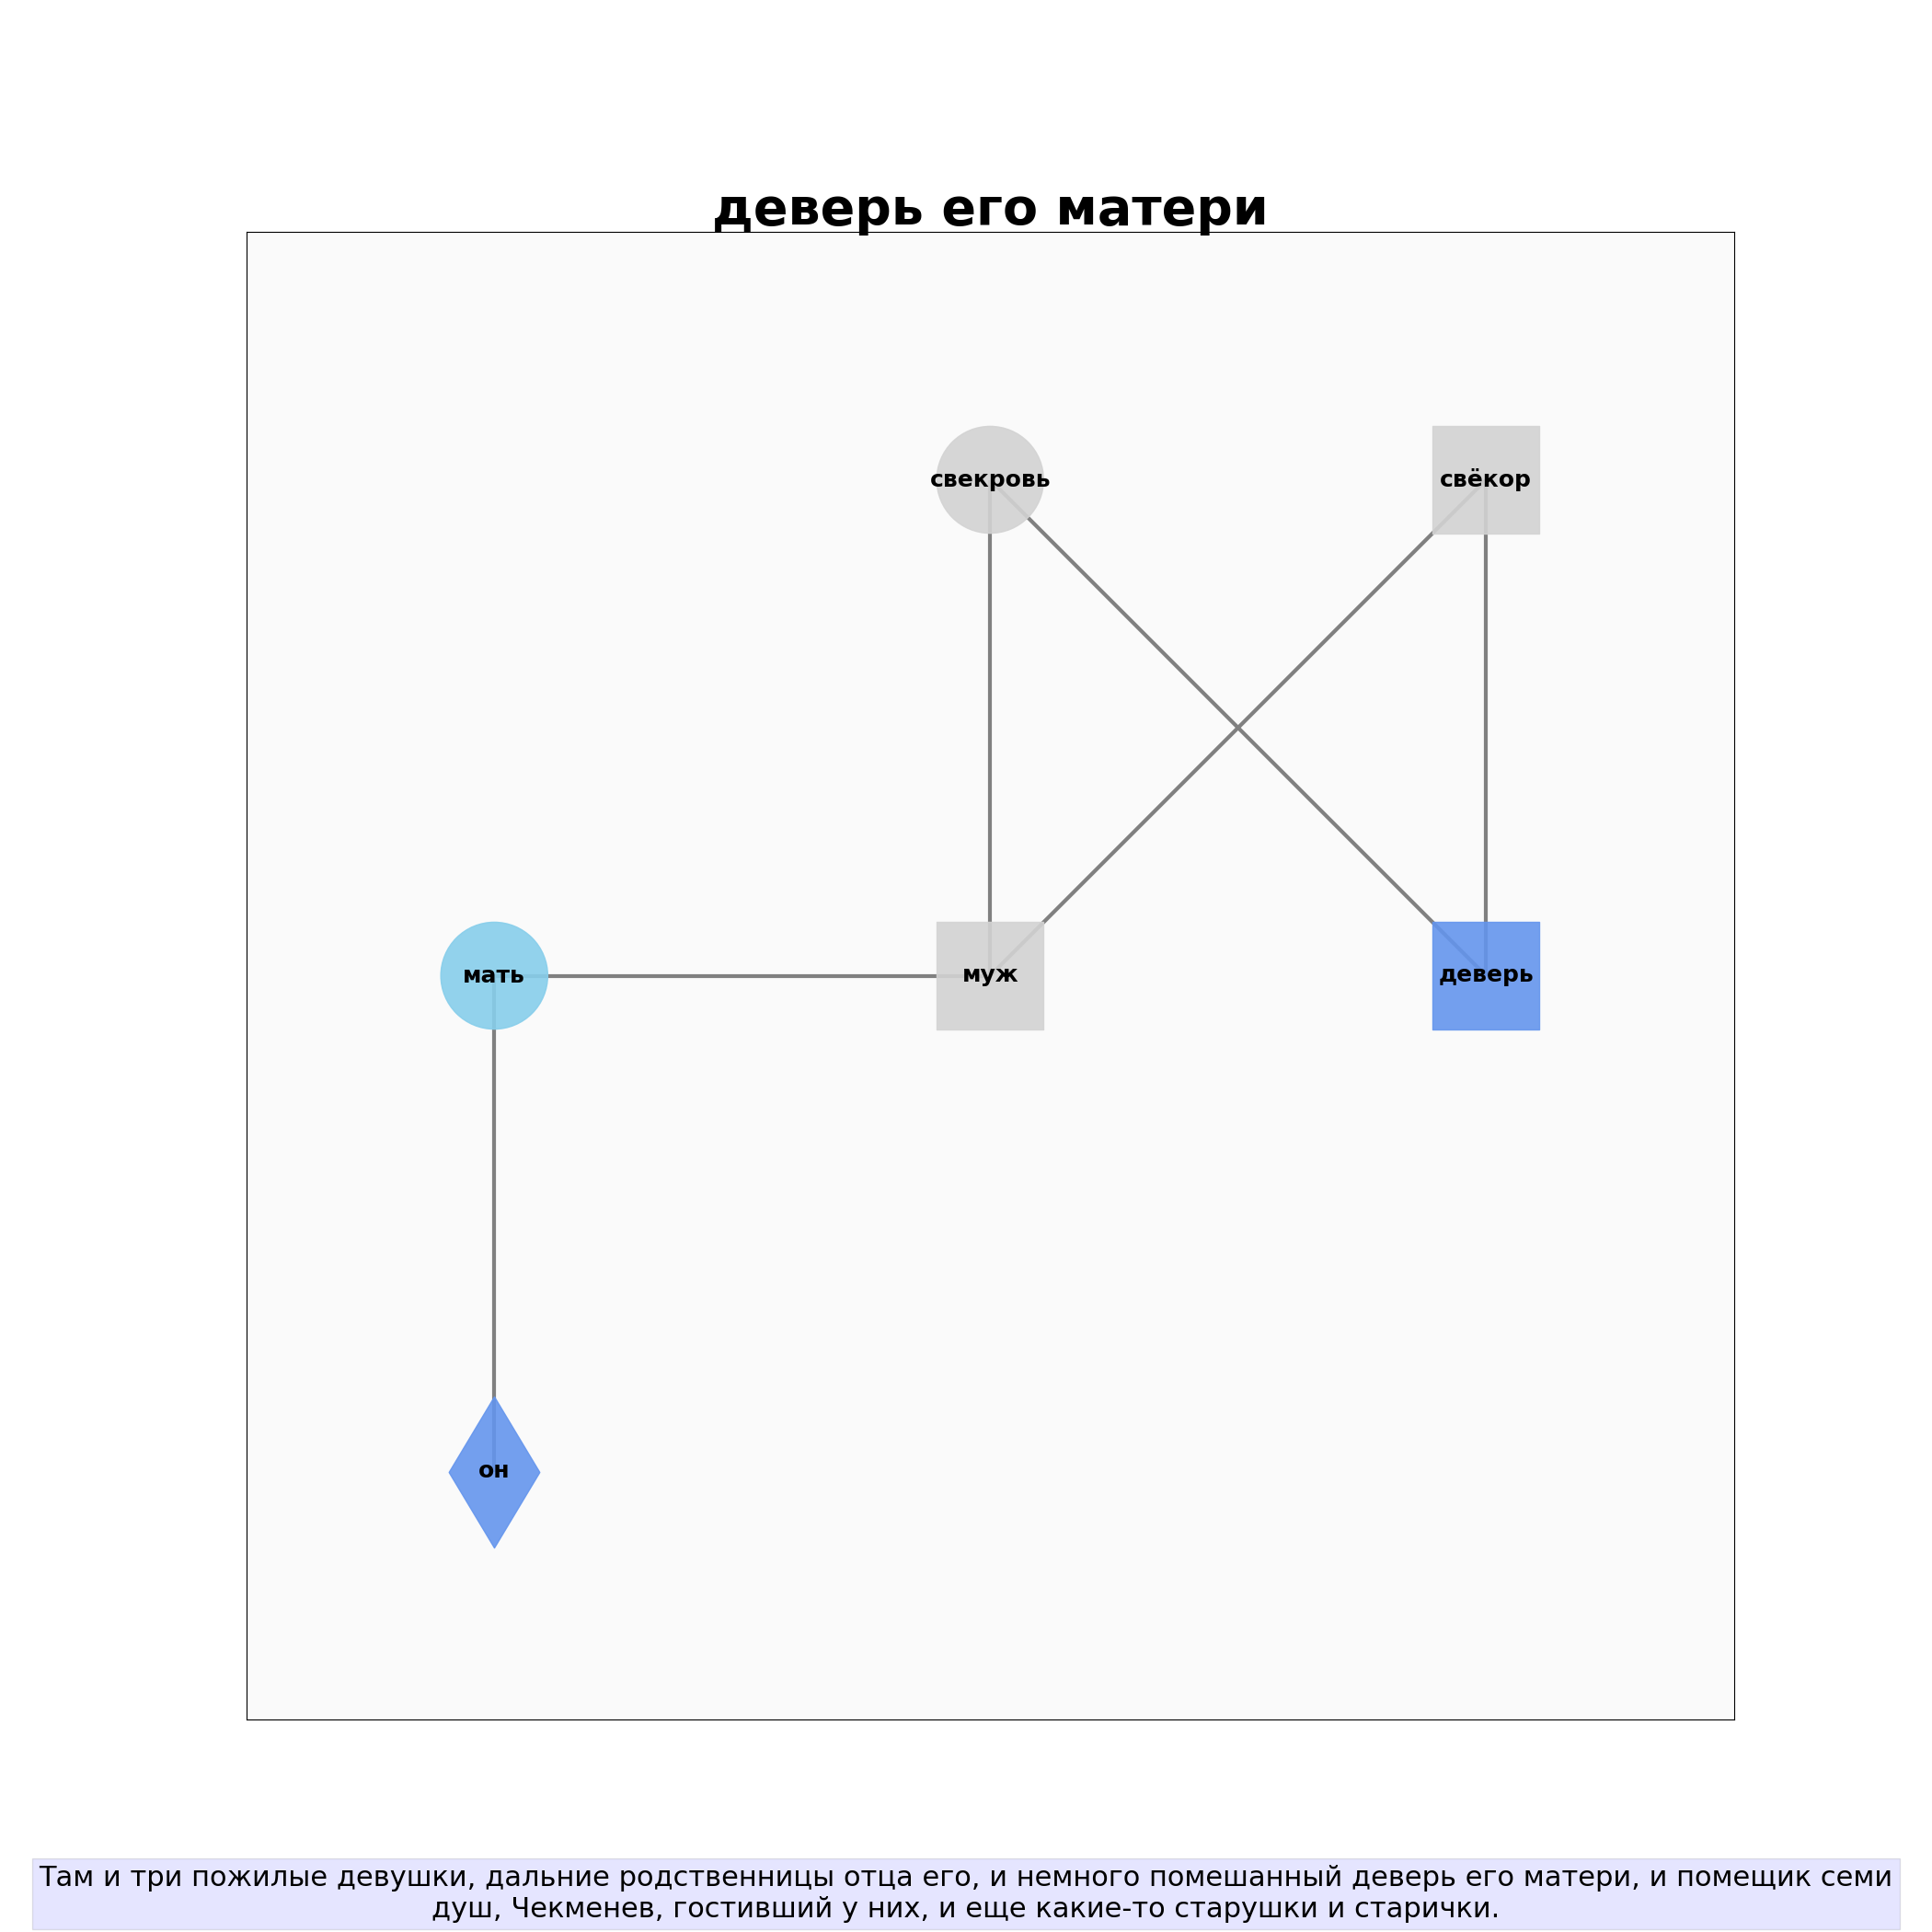 деверь его матери
свекровь
свёкор
мать
муж
деверь
он
Там и три пожилые девушки, дальние родственницы отца его, и немного помешанный деверь его матери, и помещик семи
душ, Чекменев, гостивший у них, и еще какие-то старушки и старички.